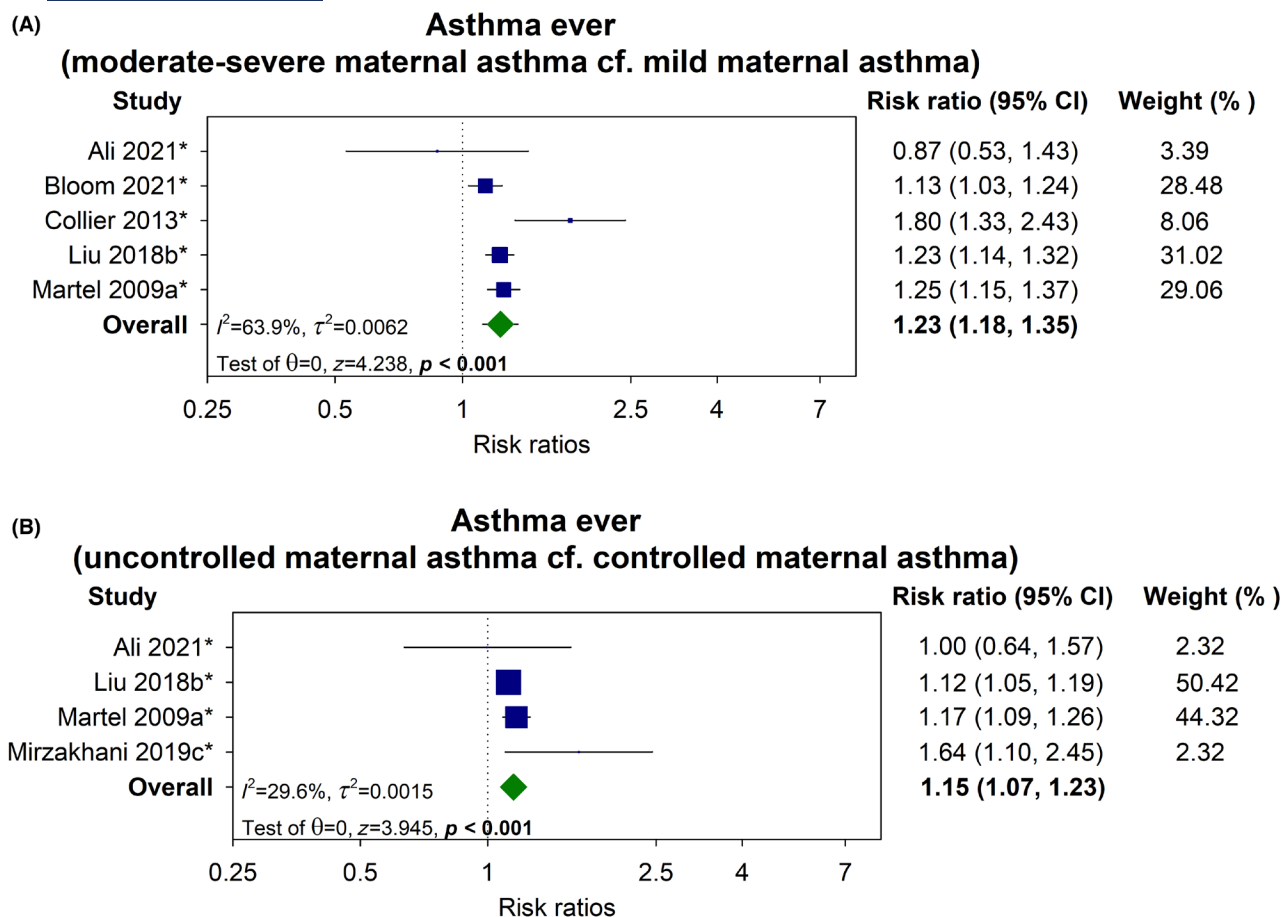 (A)
Asthma ever
(moderate-severe maternal asthma cf. mild maternal asthma)
Study Risk ratio (95% CI) Weight (% )
Ali 2021* 0.87 (0.53, 1.43) 3.39
Bloom 2021* 1.13 (1.03, 1.24) 28.48
Collier 2013* 1.80 (1.33, 2.43) 8.06
Liu 2018b* 1.23 (1.14, 1.32) 31.02
Martel 2009a* 1.25 (1.15, 1.37) 29.06
Overall I²=63.9%, τ²=0.0062 1.23 (1.18, 1.35)
Test of θ=0, z=4.238, p < 0.001
0.25 0.5 1 2.5 4 7
Risk ratios
(B)
Asthma ever
(uncontrolled maternal asthma cf. controlled maternal asthma)
Study Risk ratio (95% CI) Weight (% )
Ali 2021* 1.00 (0.64, 1.57) 2.32
Liu 2018b* 1.12 (1.05, 1.19) 50.42
Martel 2009a* 1.17 (1.09, 1.26) 44.32
Mirzakhani 2019c* 1.64 (1.10, 2.45) 2.32
Overall I²=29.6%, τ²=0.0015 1.15 (1.07, 1.23)
Test of θ=0, z=3.945, p < 0.001
0.25 0.5 1 2.5 4 7
Risk ratios